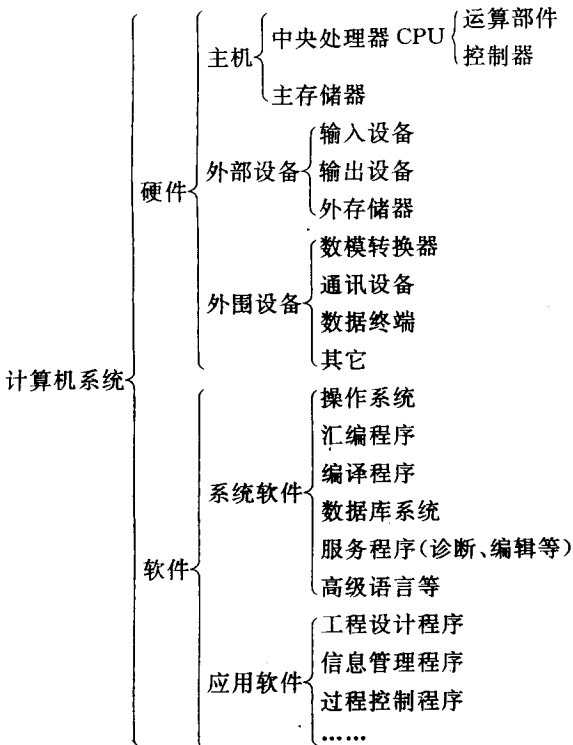 运算部件
中央处理器 CPU
控制器
主机
主存储器
输入设备
外部设备
输出设备
硬件
外存储器
数模转换器
通讯设备
外围设备
数据终端
其它
计算机系统
操作系统
汇编程序
编译程序
系统软件
数据库系统
服务程序(诊断、编辑等)
软件
高级语言等
工程设计程序
信息管理程序
应用软件
过程控制程序
……